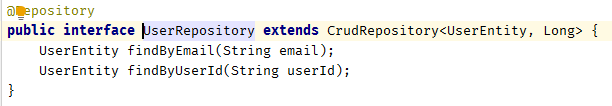 @Repository
public interface UserRepository extends CrudRepository<UserEntity, Long> {
    UserEntity findByEmail(String email);
    UserEntity findByUserId(String userId);
}